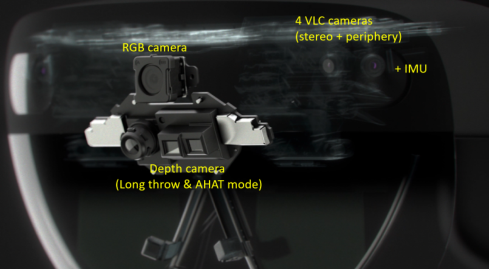 RGB camera
4 VLC cameras
(stereo + periphery)
+ IMU
Depth camera
(Long throw & AHAT mode)